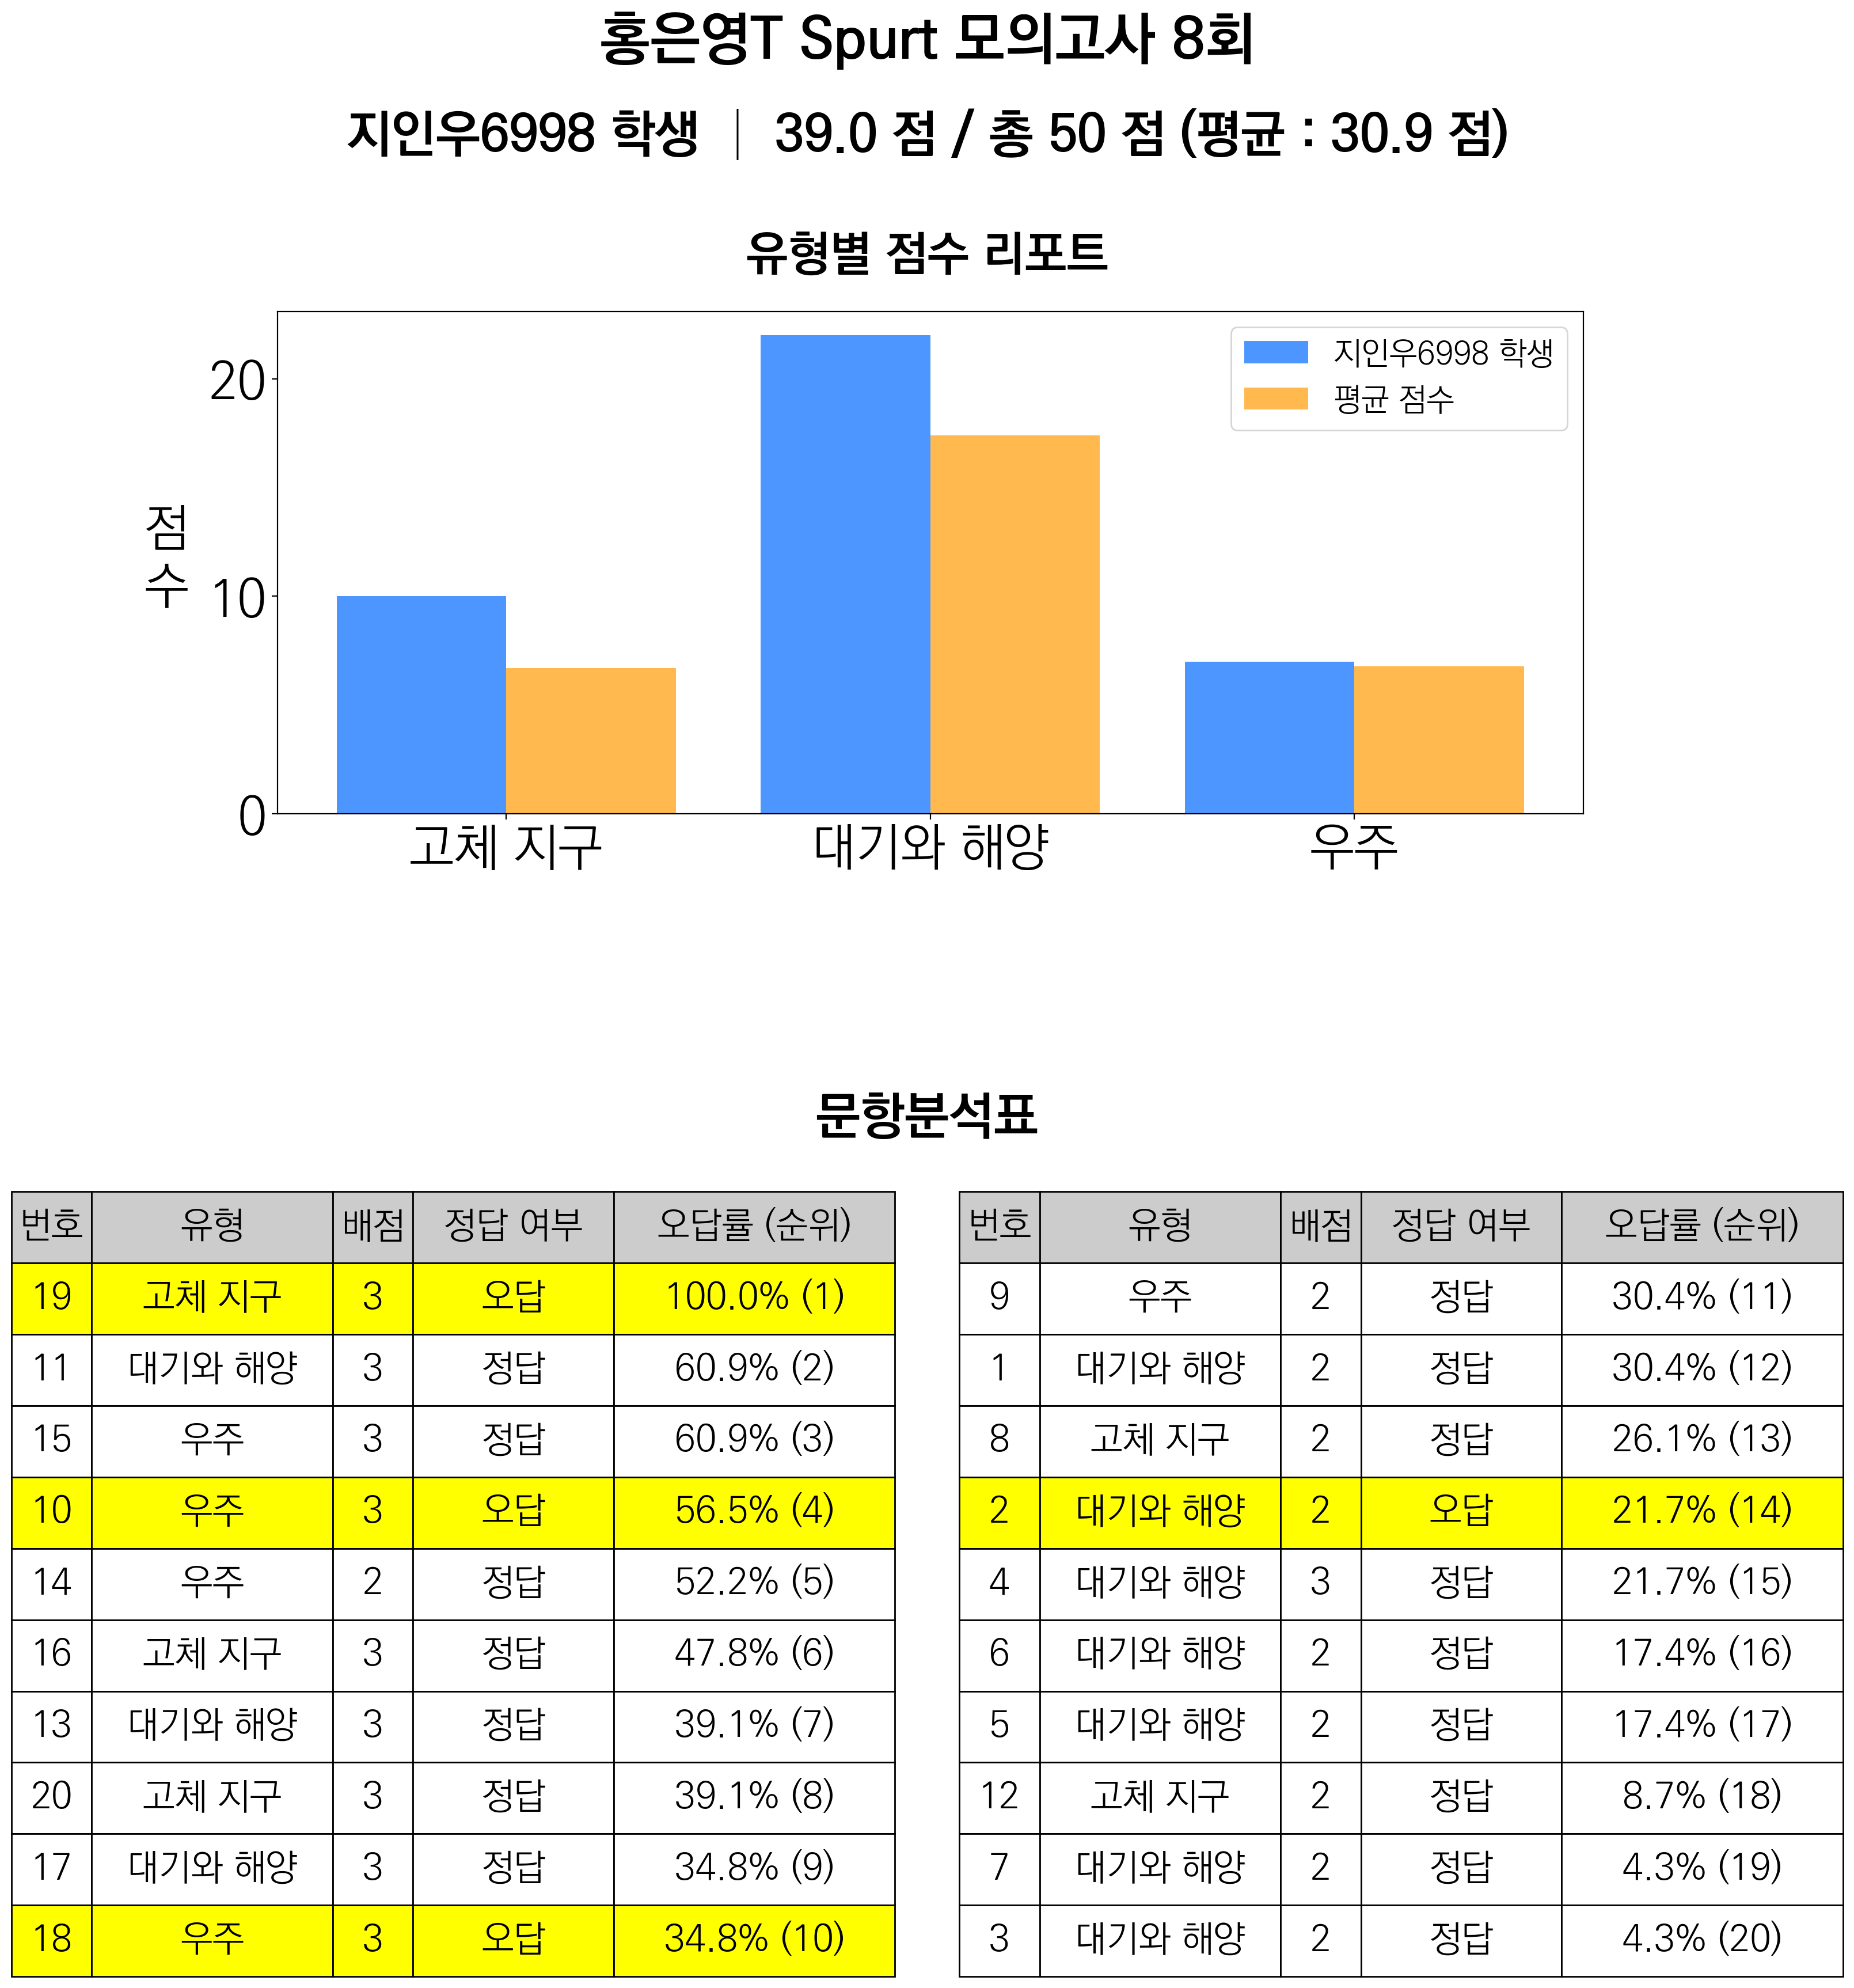 홍은영T Spurt 모의고사 8회
지인우6998 학생 | 39.0 점 / 총 50 점 (평균 : 30.9 점)
유형별 점수 리포트
지인우6998 학생
평균 점수
점
수
20
10
0
고체 지구 대기와 해양 우주
문항분석표
번호 유형 배점 정답 여부 오답률 (순위)
19 고체 지구 3 오답 100.0% (1)
11 대기와 해양 3 정답 60.9% (2)
15 우주 3 정답 60.9% (3)
10 우주 3 오답 56.5% (4)
14 우주 2 정답 52.2% (5)
16 고체 지구 3 정답 47.8% (6)
13 대기와 해양 3 정답 39.1% (7)
20 고체 지구 3 정답 39.1% (8)
17 대기와 해양 3 정답 34.8% (9)
18 우주 3 오답 34.8% (10)
번호 유형 배점 정답 여부 오답률 (순위)
9 우주 2 정답 30.4% (11)
1 대기와 해양 2 정답 30.4% (12)
8 고체 지구 2 정답 26.1% (13)
2 대기와 해양 2 오답 21.7% (14)
4 대기와 해양 3 정답 21.7% (15)
6 대기와 해양 2 정답 17.4% (16)
5 대기와 해양 2 정답 17.4% (17)
12 고체 지구 2 정답 8.7% (18)
7 대기와 해양 2 정답 4.3% (19)
3 대기와 해양 2 정답 4.3% (20)